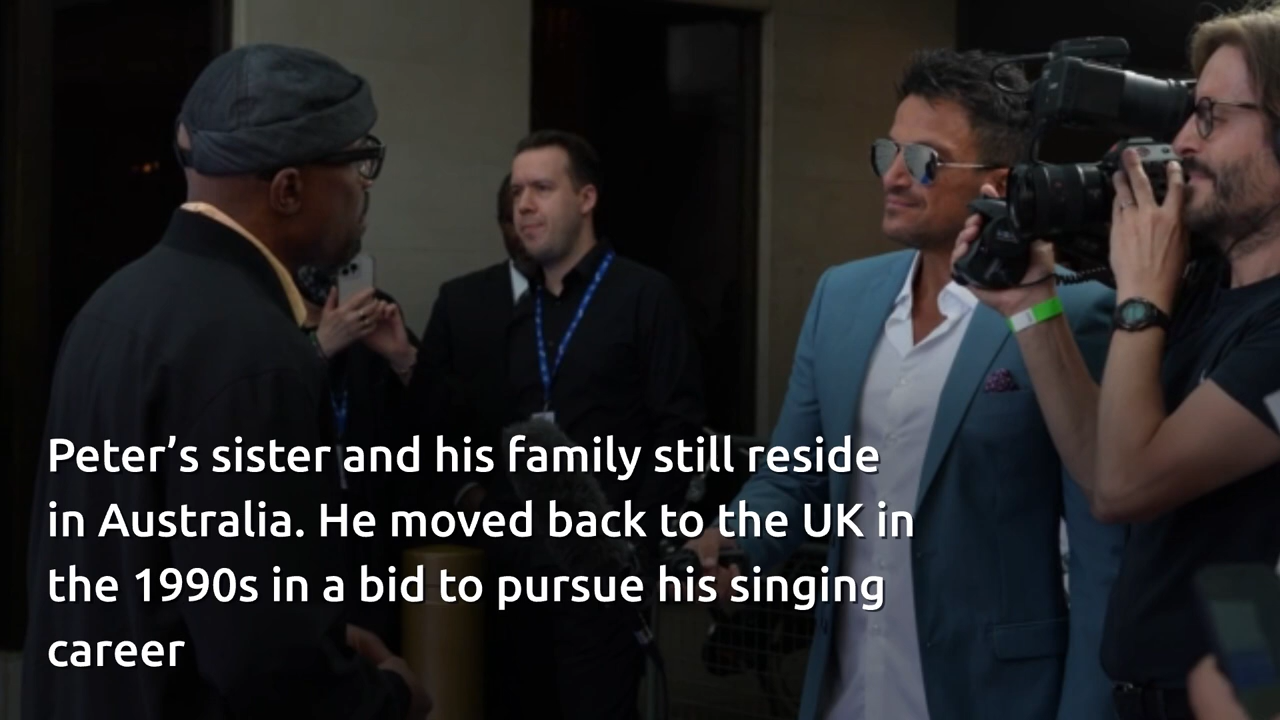 Peter’s sister and his family still reside
in Australia. He moved back to the UK in
the 1990s in a bid to pursue his singing
career